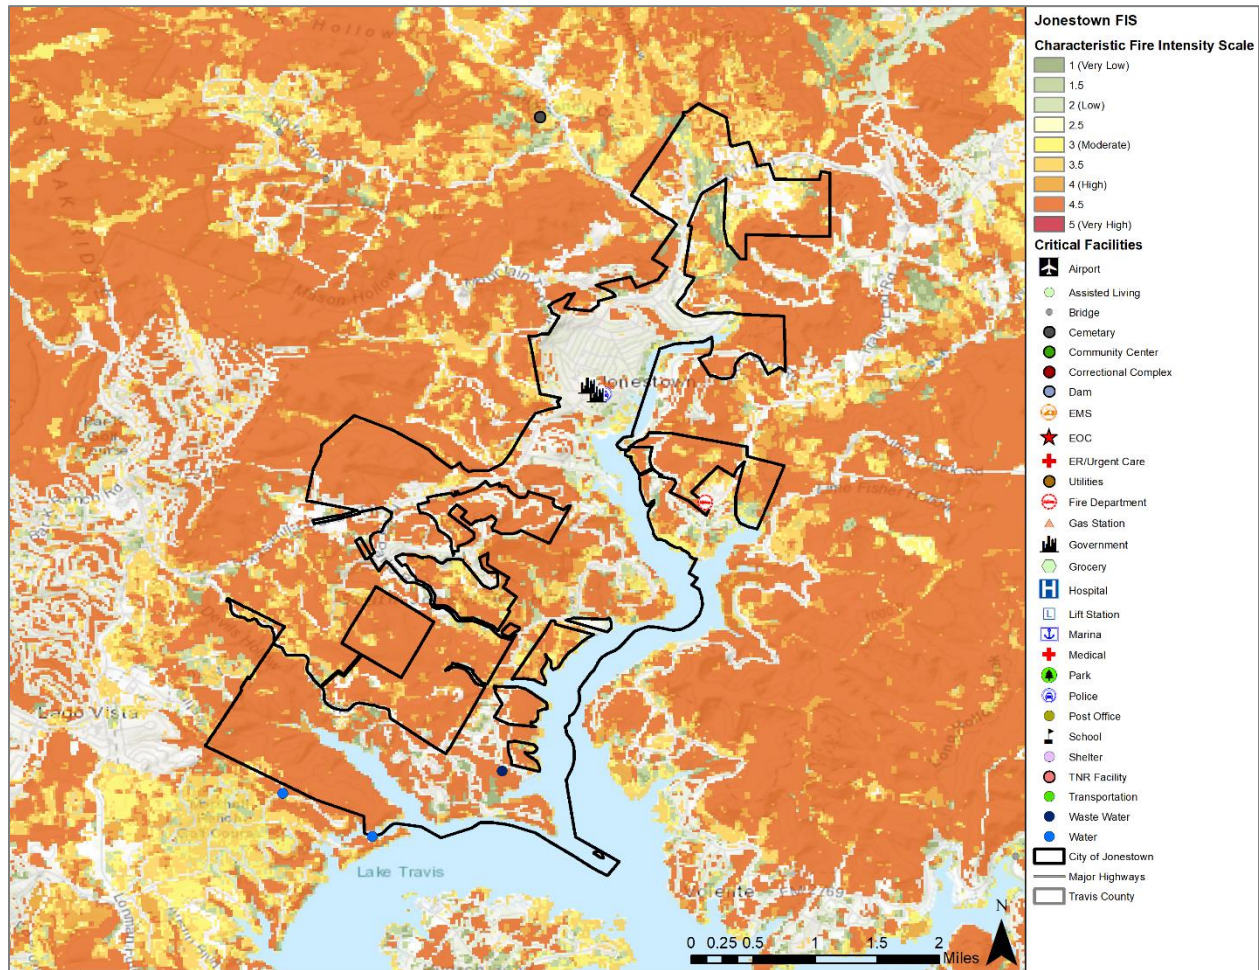 Jonestown FIS
Characteristic Fire Intensity Scale
1 (Very Low)
1.5
2 (Low)
2.5
3 (Moderate)
3.5
4 (High)
4.5
5 (Very High)
Critical Facilities
Airport
Assisted Living
Bridge
Cemetary
Community Center
Correctional Complex
Dam
EMS
EOC
ER/Urgent Care
Utilities
Fire Department
Gas Station
Government
Grocery
H
Hospital
L
Lift Station
Marina
Medical
Park
Police
Post Office
School
Shelter
TNR Facility
Transportation
Waste Water
Water
City of Jonestown
Major Highways
Travis County
Hollow
Mason Hollow
Jonestown
Lago Vista
Lake Travis
Volente
N
0 0.25 0.5 1 1.5 2
Miles